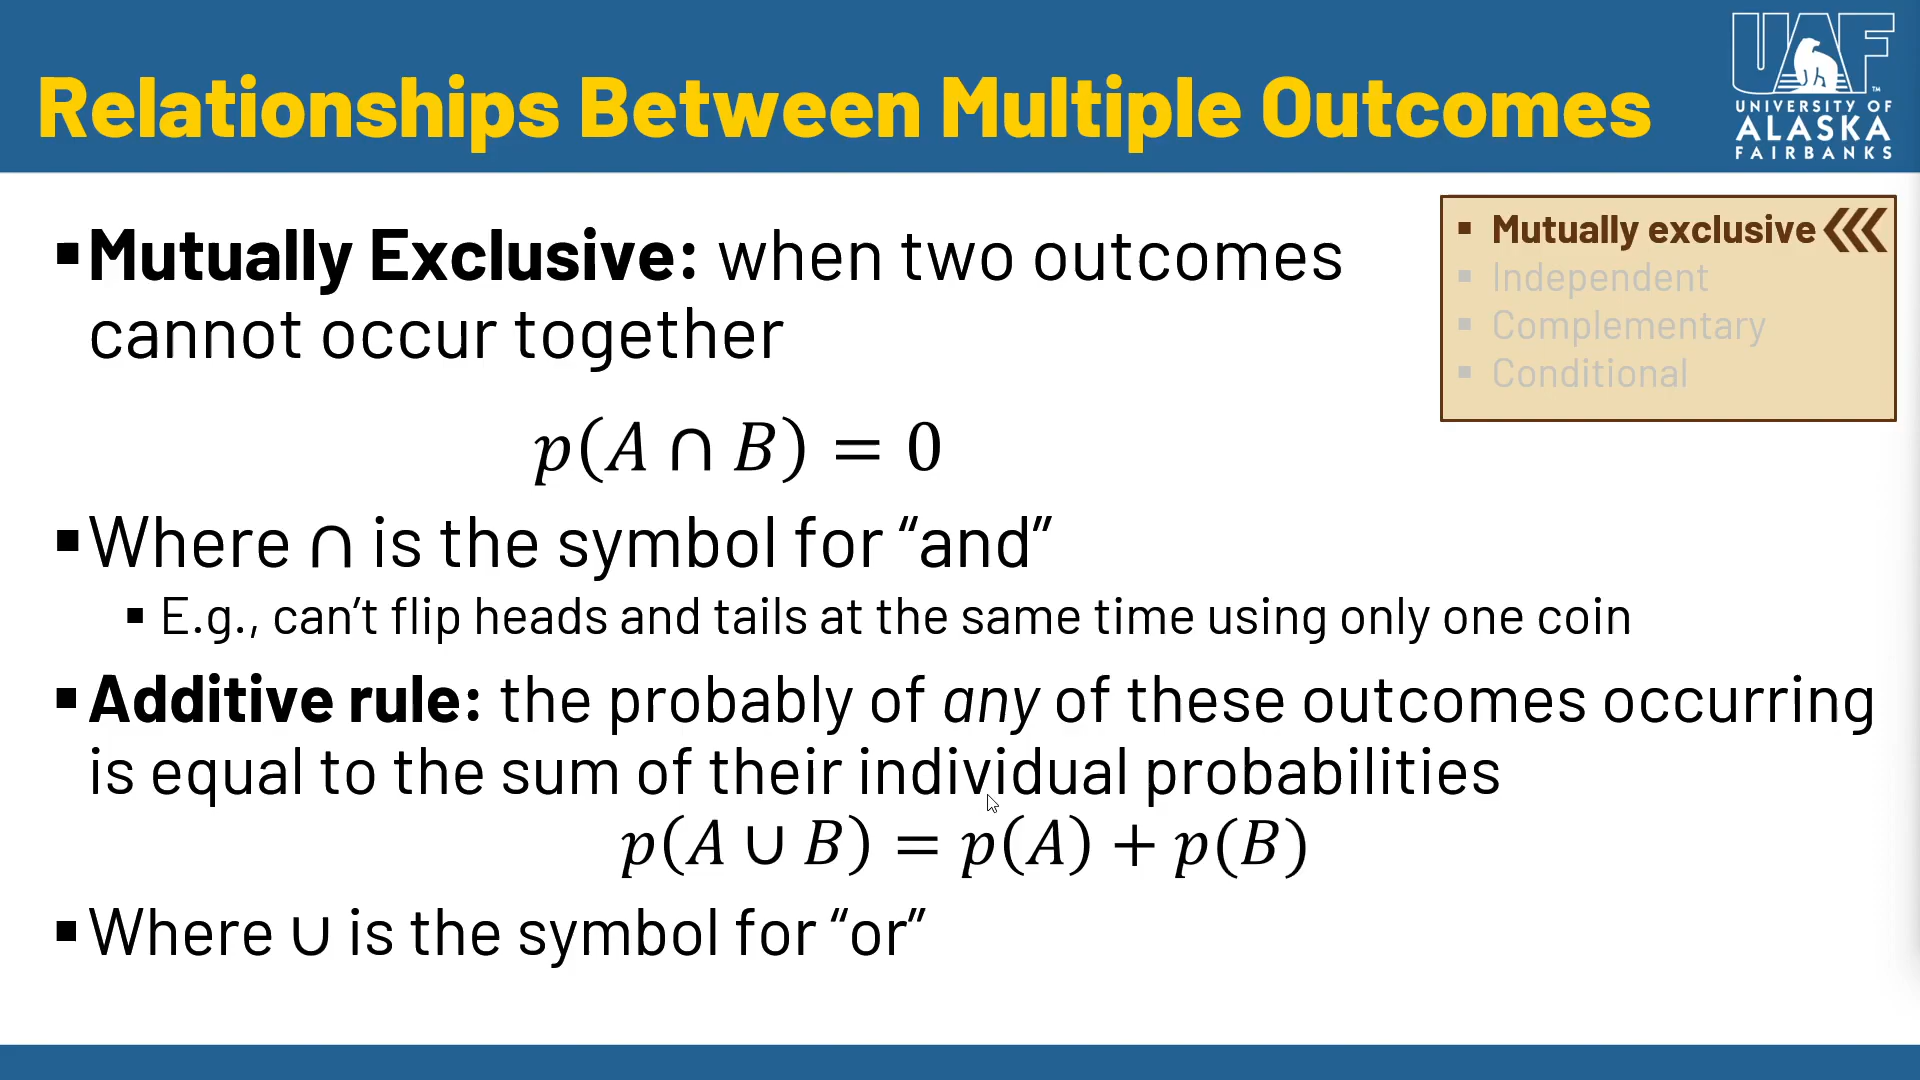 Relationships Between Multiple Outcomes
UAF™
UNIVERSITY OF
ALASKA
FAIRBANKS
▪ Mutually exclusive
▪ Independent
▪ Complementary
▪ Conditional
▪ Mutually Exclusive: when two outcomes
cannot occur together
p(A ∩ B) = 0
▪ Where ∩ is the symbol for “and”
▪ E.g., can’t flip heads and tails at the same time using only one coin
▪ Additive rule: the probably of any of these outcomes occurring
is equal to the sum of their individual probabilities
p(A ∪ B) = p(A) + p(B)
▪ Where ∪ is the symbol for “or”